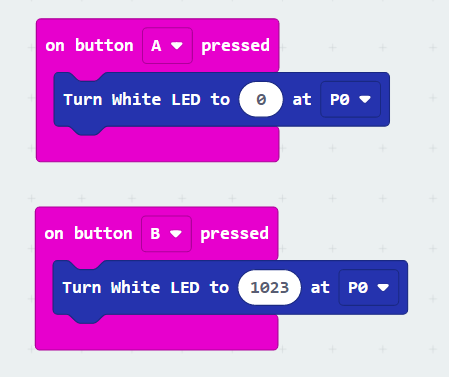 on button A pressed
Turn White LED to 0 at P0
on button B pressed
Turn White LED to 1023 at P0